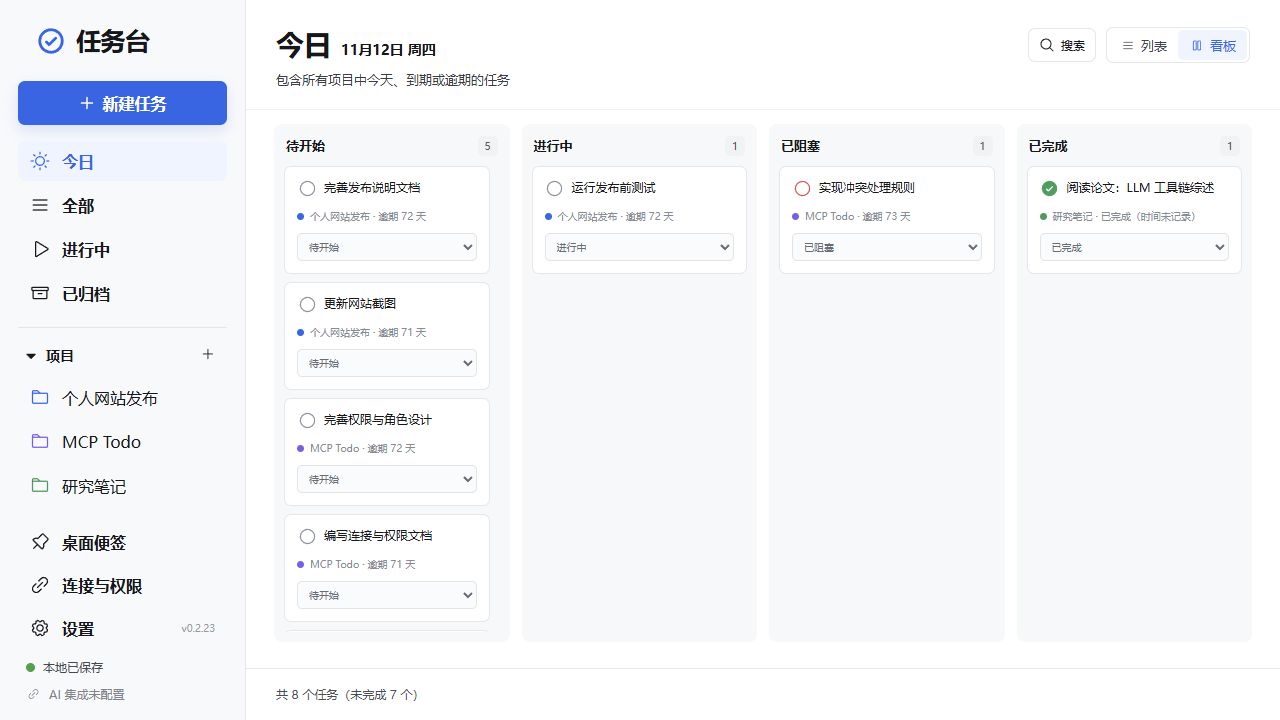 任务台
新建任务
今日
全部
进行中
已归档
项目
个人网站发布
MCP Todo
研究笔记
桌面便签
连接与权限
设置 v0.2.23
本地已保存
AI 集成未配置
今日 11月12日 周四
包含所有项目中今天、到期或逾期的任务
搜索
列表
看板
待开始 5
完善发布说明文档
个人网站发布 · 逾期 72 天
待开始
更新网站截图
个人网站发布 · 逾期 71 天
待开始
完善权限与角色设计
MCP Todo · 逾期 72 天
待开始
编写连接与权限文档
MCP Todo · 逾期 71 天
待开始
进行中 1
运行发布前测试
个人网站发布 · 逾期 72 天
进行中
已阻塞 1
实现冲突处理规则
MCP Todo · 逾期 73 天
已阻塞
已完成 1
阅读论文：LLM 工具链综述
研究笔记 · 已完成（时间未记录）
已完成
共 8 个任务（未完成 7 个）